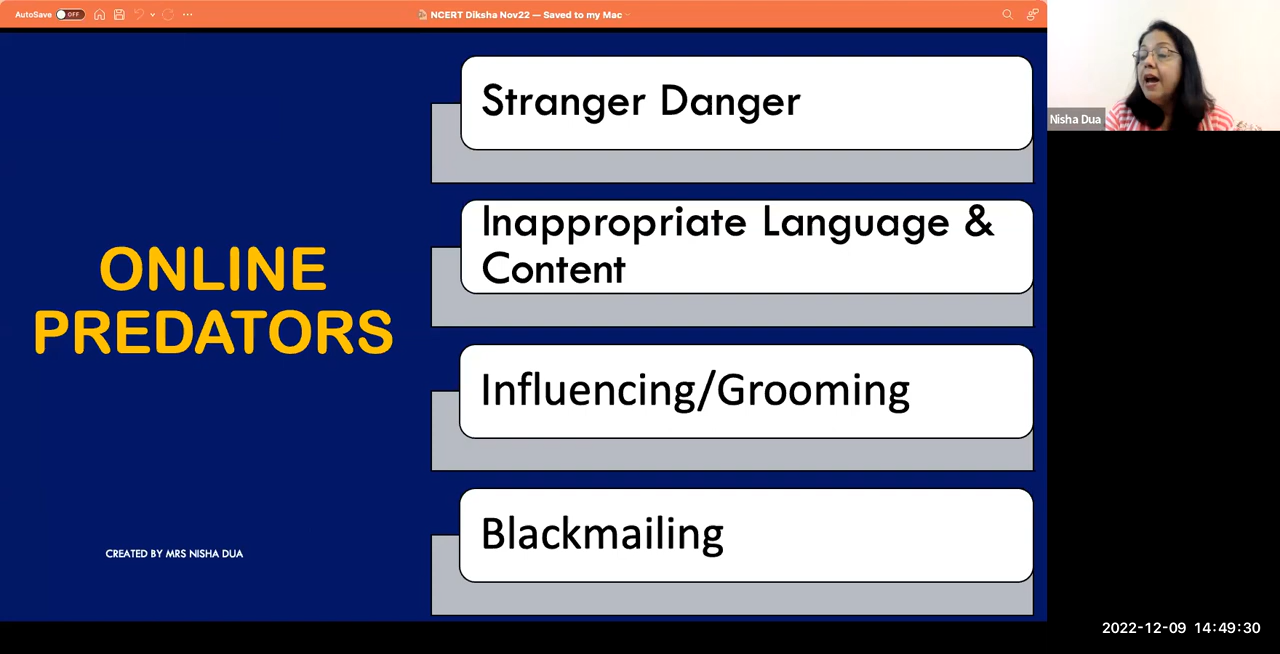 AutoSave OFF
NCERT Diksha Nov22 — Saved to my Mac
Stranger Danger
Inappropriate Language &
Content
Influencing/Grooming
Blackmailing
ONLINE
PREDATORS
CREATED BY MRS NISHA DUA
Nisha Dua
2022-12-09 14:49:30